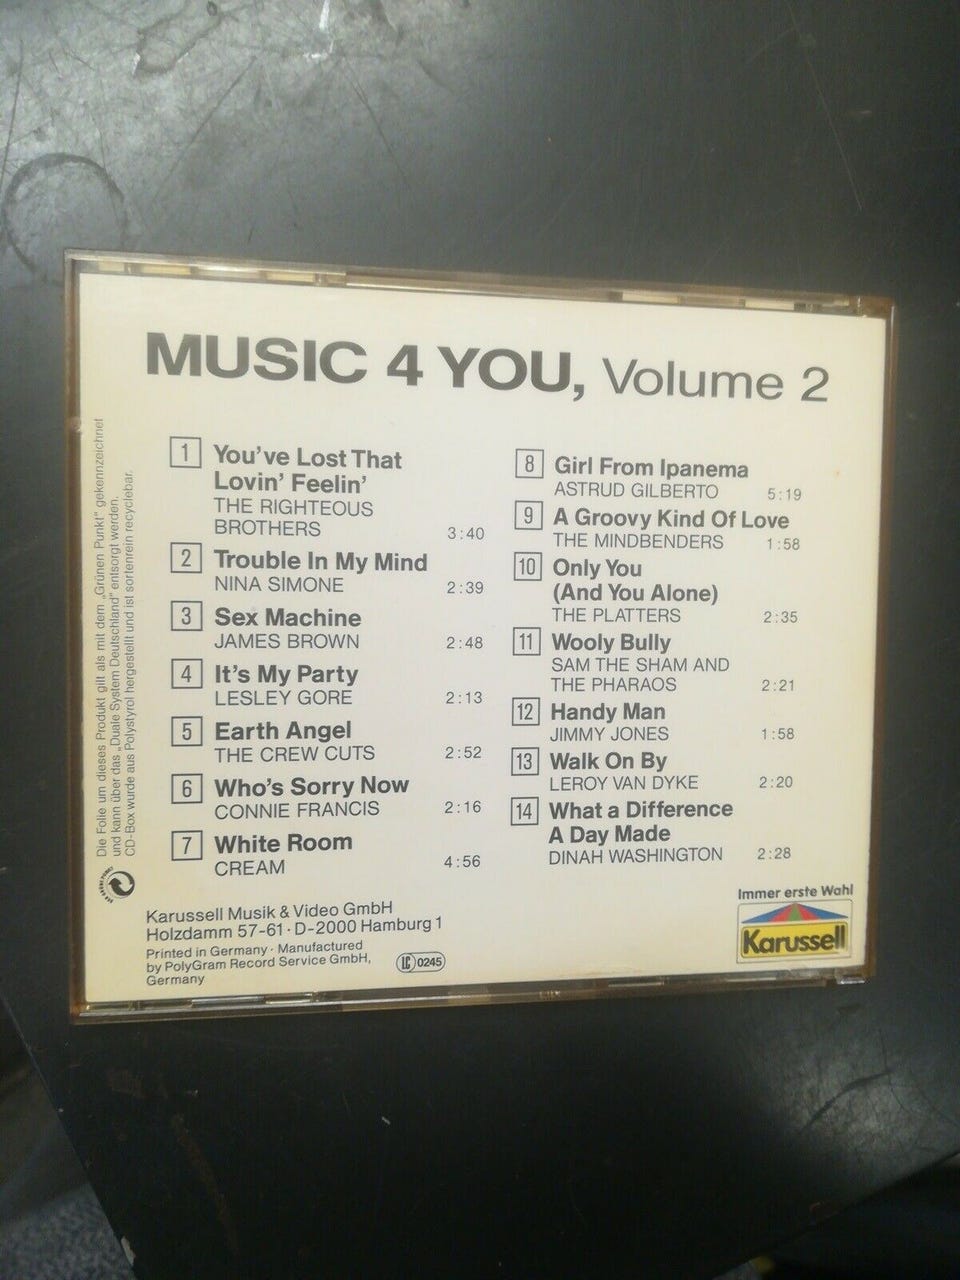 MUSIC 4 YOU, Volume 2
1 You've Lost That
Lovin' Feelin'
THE RIGHTEOUS
BROTHERS 3:40
2 Trouble In My Mind
NINA SIMONE 2:39
3 Sex Machine
JAMES BROWN 2:48
4 It's My Party
LESLEY GORE 2:13
5 Earth Angel
THE CREW CUTS 2:52
6 Who's Sorry Now
CONNIE FRANCIS 2:16
7 White Room
CREAM 4:56
8 Girl From Ipanema
ASTRUD GILBERTO 5:19
9 A Groovy Kind Of Love
THE MINDBENDERS 1:58
10 Only You
(And You Alone)
THE PLATTERS 2:35
11 Wooly Bully
SAM THE SHAM AND
THE PHARAOS 2:21
12 Handy Man
JIMMY JONES 1:58
13 Walk On By
LEROY VAN DYKE 2:20
14 What a Difference
A Day Made
DINAH WASHINGTON 2:28
Die Folie um dieses Produkt gilt als mit dem „Grünen Punkt" gekennzeichnet
und kann über das „Duale System Deutschland" entsorgt werden.
CD-Box wurde aus Polystyrol hergestellt und ist sortenrein recyclebar.
DER GRÜNE PUNKT
Karussell Musik & Video GmbH
Holzdamm 57-61 · D-2000 Hamburg 1
Printed in Germany · Manufactured
by PolyGram Record Service GmbH,
Germany
LC 0245
Immer erste Wahl
Karussell